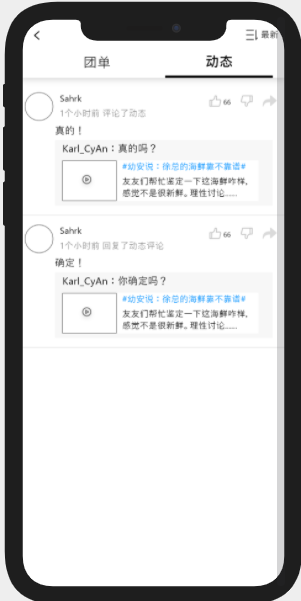 最新
团单 动态
Sahrk
66
1个小时前 评论了动态
真的！
Karl_CyAn：真的吗？
#幼安说：徐总的海鲜靠不靠谱#
友友们帮忙鉴定一下这海鲜咋样，
感觉不是很新鲜。理性讨论......
Sahrk
66
1个小时前 回复了动态评论
确定！
Karl_CyAn：你确定吗？
#幼安说：徐总的海鲜靠不靠谱#
友友们帮忙鉴定一下这海鲜咋样，
感觉不是很新鲜。理性讨论......